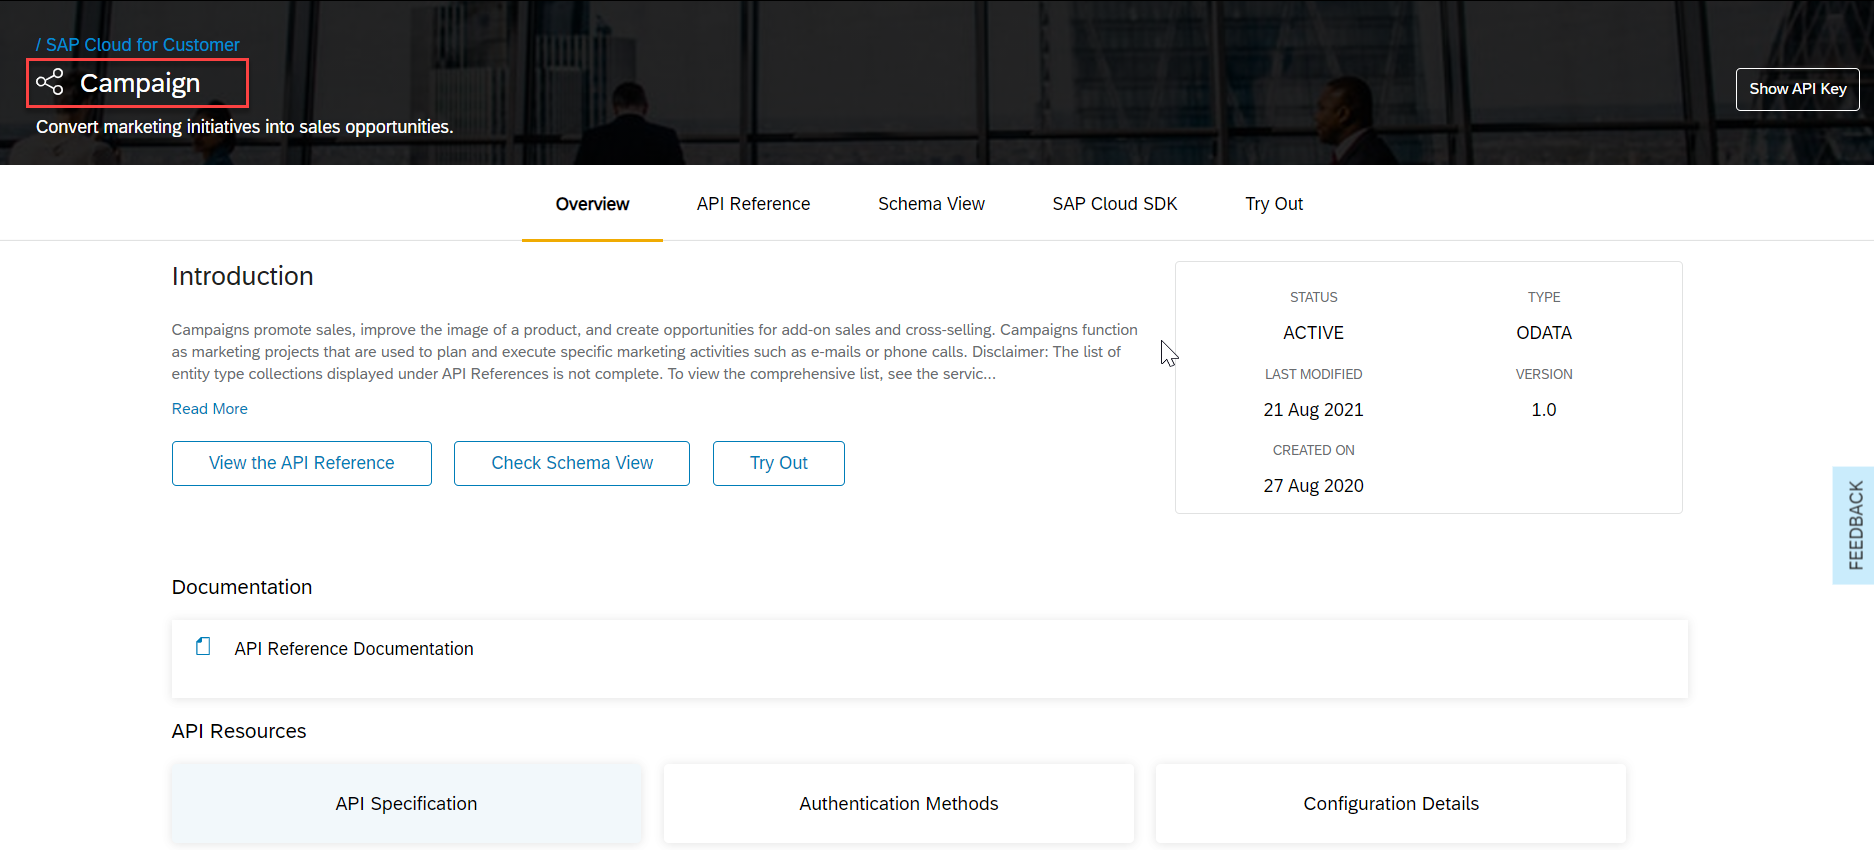 / SAP Cloud for Customer
Campaign
Convert marketing initiatives into sales opportunities.
Show API Key
Overview
API Reference
Schema View
SAP Cloud SDK
Try Out
Introduction
Campaigns promote sales, improve the image of a product, and create opportunities for add-on sales and cross-selling. Campaigns function
as marketing projects that are used to plan and execute specific marketing activities such as e-mails or phone calls. Disclaimer: The list of
entity type collections displayed under API References is not complete. To view the comprehensive list, see the servic...
Read More
View the API Reference
Check Schema View
Try Out
STATUS
ACTIVE
TYPE
ODATA
LAST MODIFIED
21 Aug 2021
VERSION
1.0
CREATED ON
27 Aug 2020
FEEDBACK
Documentation
API Reference Documentation
API Resources
API Specification
Authentication Methods
Configuration Details